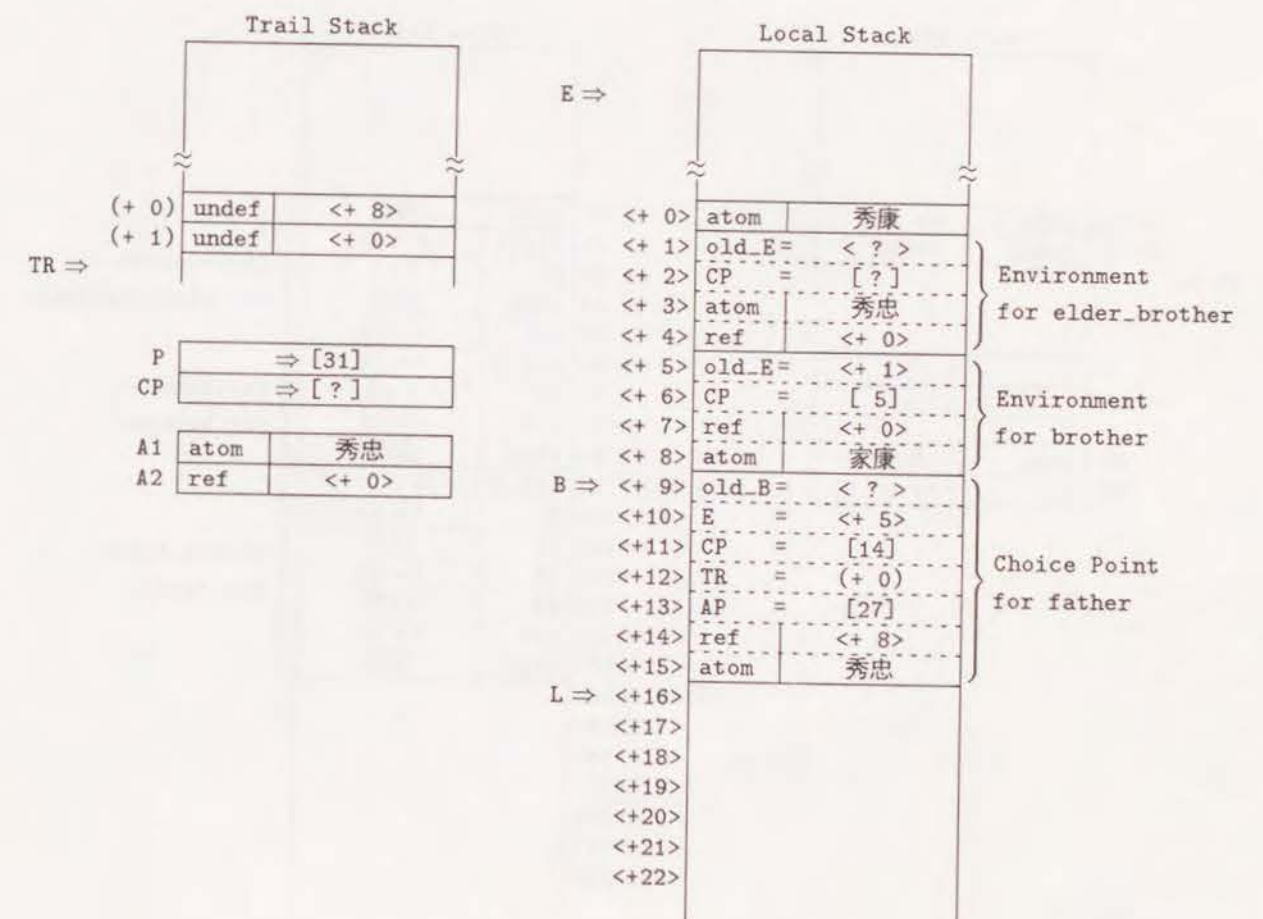 Trail Stack
(+ 0) undef <+ 8>
(+ 1) undef <+ 0>
TR ⇒
P ⇒ [31]
CP ⇒ [ ? ]
A1 atom 秀忠
A2 ref <+ 0>
Local Stack
E ⇒
<+ 0> atom 秀康
<+ 1> old_E= < ? >
<+ 2> CP = [ ? ]
<+ 3> atom 秀忠
<+ 4> ref <+ 0>
Environment
for elder_brother
<+ 5> old_E= <+ 1>
<+ 6> CP = [ 5]
<+ 7> ref <+ 0>
<+ 8> atom 家康
Environment
for brother
B ⇒ <+ 9> old_B= < ? >
<+10> E = <+ 5>
<+11> CP = [14]
<+12> TR = (+ 0)
<+13> AP = [27]
<+14> ref <+ 8>
<+15> atom 秀忠
Choice Point
for father
L ⇒ <+16>
<+17>
<+18>
<+19>
<+20>
<+21>
<+22>